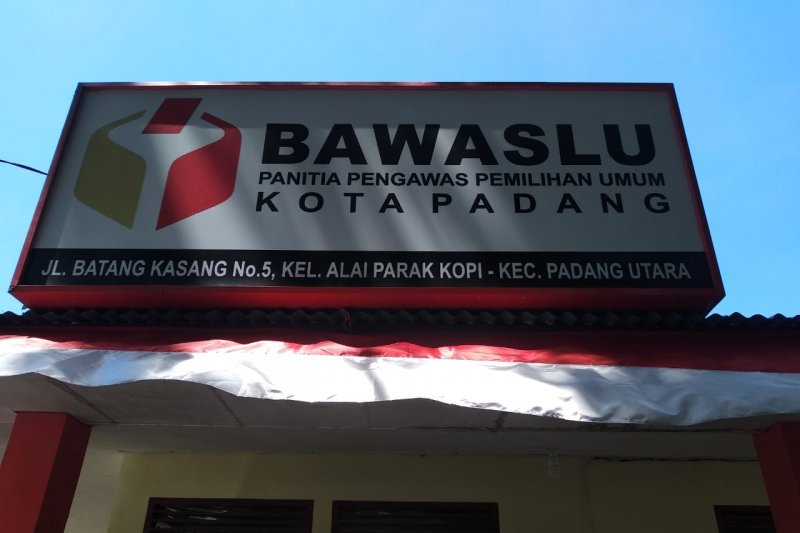 BAWASLU
PANITIA PENGAWAS PEMILIHAN UMUM
KOTA PADANG
JL. BATANG KASANG No.5, KEL. ALAI PARAK KOPI - KEC. PADANG UTARA